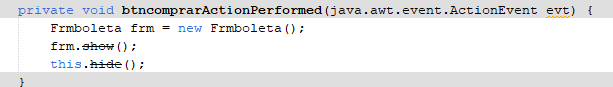 private void btncomprarActionPerformed(java.awt.event.ActionEvent evt) {
Frmboleta frm = new Frmboleta();
frm.show();
this.hide();
}